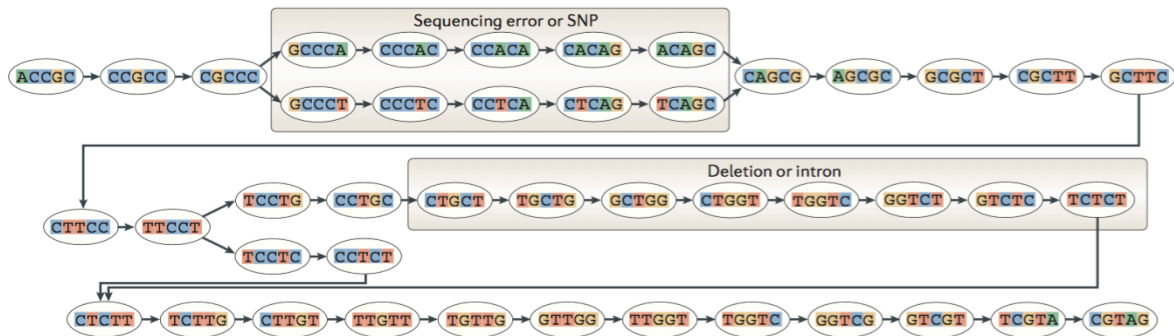 Sequencing error or SNP
GCCCA CCCAC CCACA CACAG ACAGC
ACCGC CCGCC CGCCC CAGCG AGCGC GCGCT CGCTT GCTTC
GCCCT CCCTC CCTCA CTCAG TCAGC
Deletion or intron
TCCTG CCTGC CTGCT TGCTG GCTGG CTGGT TGGTC GGTCT GTCTC TCTCT
CTTCC TTCCT
TCCTC CCTCT
CTCTT TCTTG CTTGT TTGTT TGTTG GTTGG TTGGT TGGTC GGTCG GTCGT TCGTA CGTAG